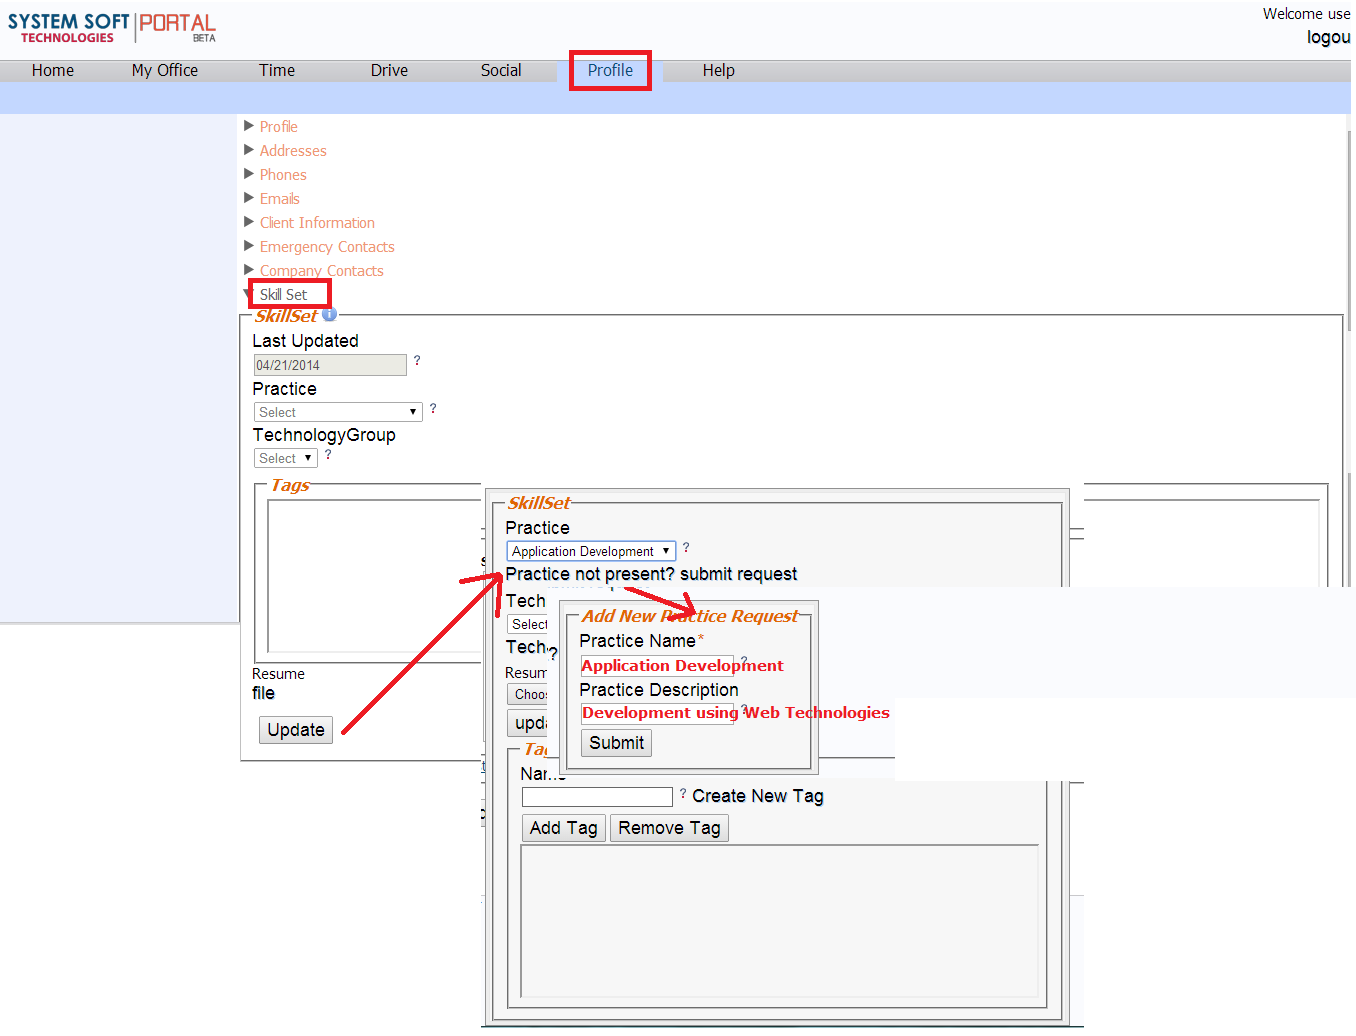 SYSTEM SOFT PORTAL
TECHNOLOGIES BETA
Welcome use
logou
Home My Office Time Drive Social Profile Help
Profile
Addresses
Phones
Emails
Client Information
Emergency Contacts
Company Contacts
Skill Set
SkillSet i
Last Updated
04/21/2014 ?
Practice
Select ?
TechnologyGroup
Select ?
Tags
Resume
file
Update
SkillSet
Practice
Application Development ?
Practice not present? submit request
Tech
Select
Tech ?
Resum
Choos
upda
Add New Practice Request
Practice Name*
Application Development ?
Practice Description
Development using Web Technologies ?
Submit
Tag
Name
? Create New Tag
Add Tag Remove Tag